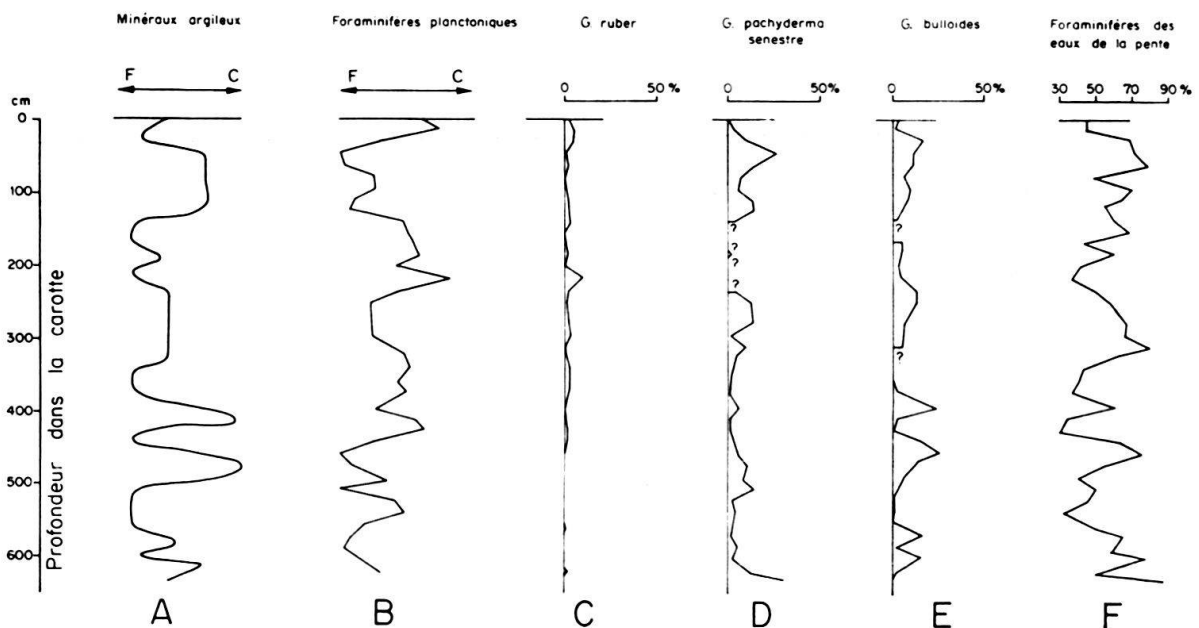 Minéraux argileux
Foraminiferes planctoniques
G. ruber
G. pachyderma
senestre
G. bulloides
Foraminifères des
eaux de la pente
F C
F C
0 50%
0 50%
0 50%
30 50 70 90 %
cm
0
100
200
300
400
500
600
Profondeur dans la carotte
?
?
?
?
?
?
A B C D E F